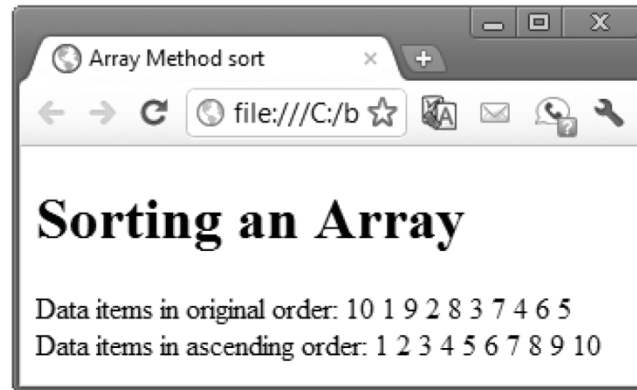 Array Method sort
file:///C:/b
Sorting an Array
Data items in original order: 10 1 9 2 8 3 7 4 6 5
Data items in ascending order: 1 2 3 4 5 6 7 8 9 10